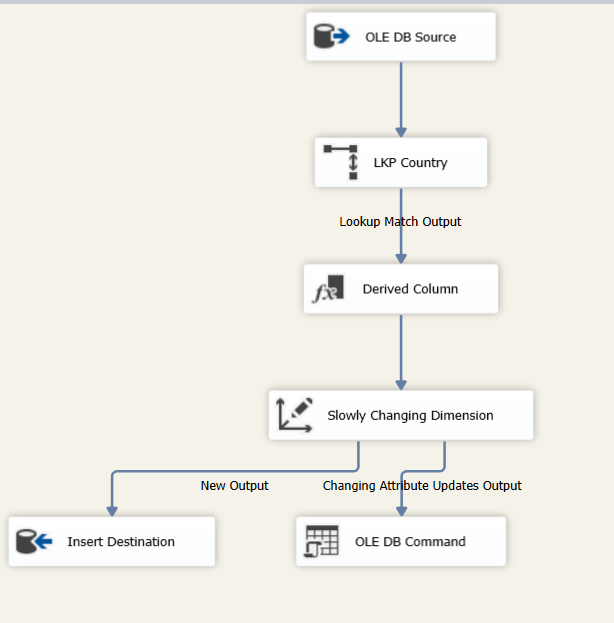 OLE DB Source
LKP Country
Lookup Match Output
Derived Column
Slowly Changing Dimension
New Output
Changing Attribute Updates Output
Insert Destination
OLE DB Command